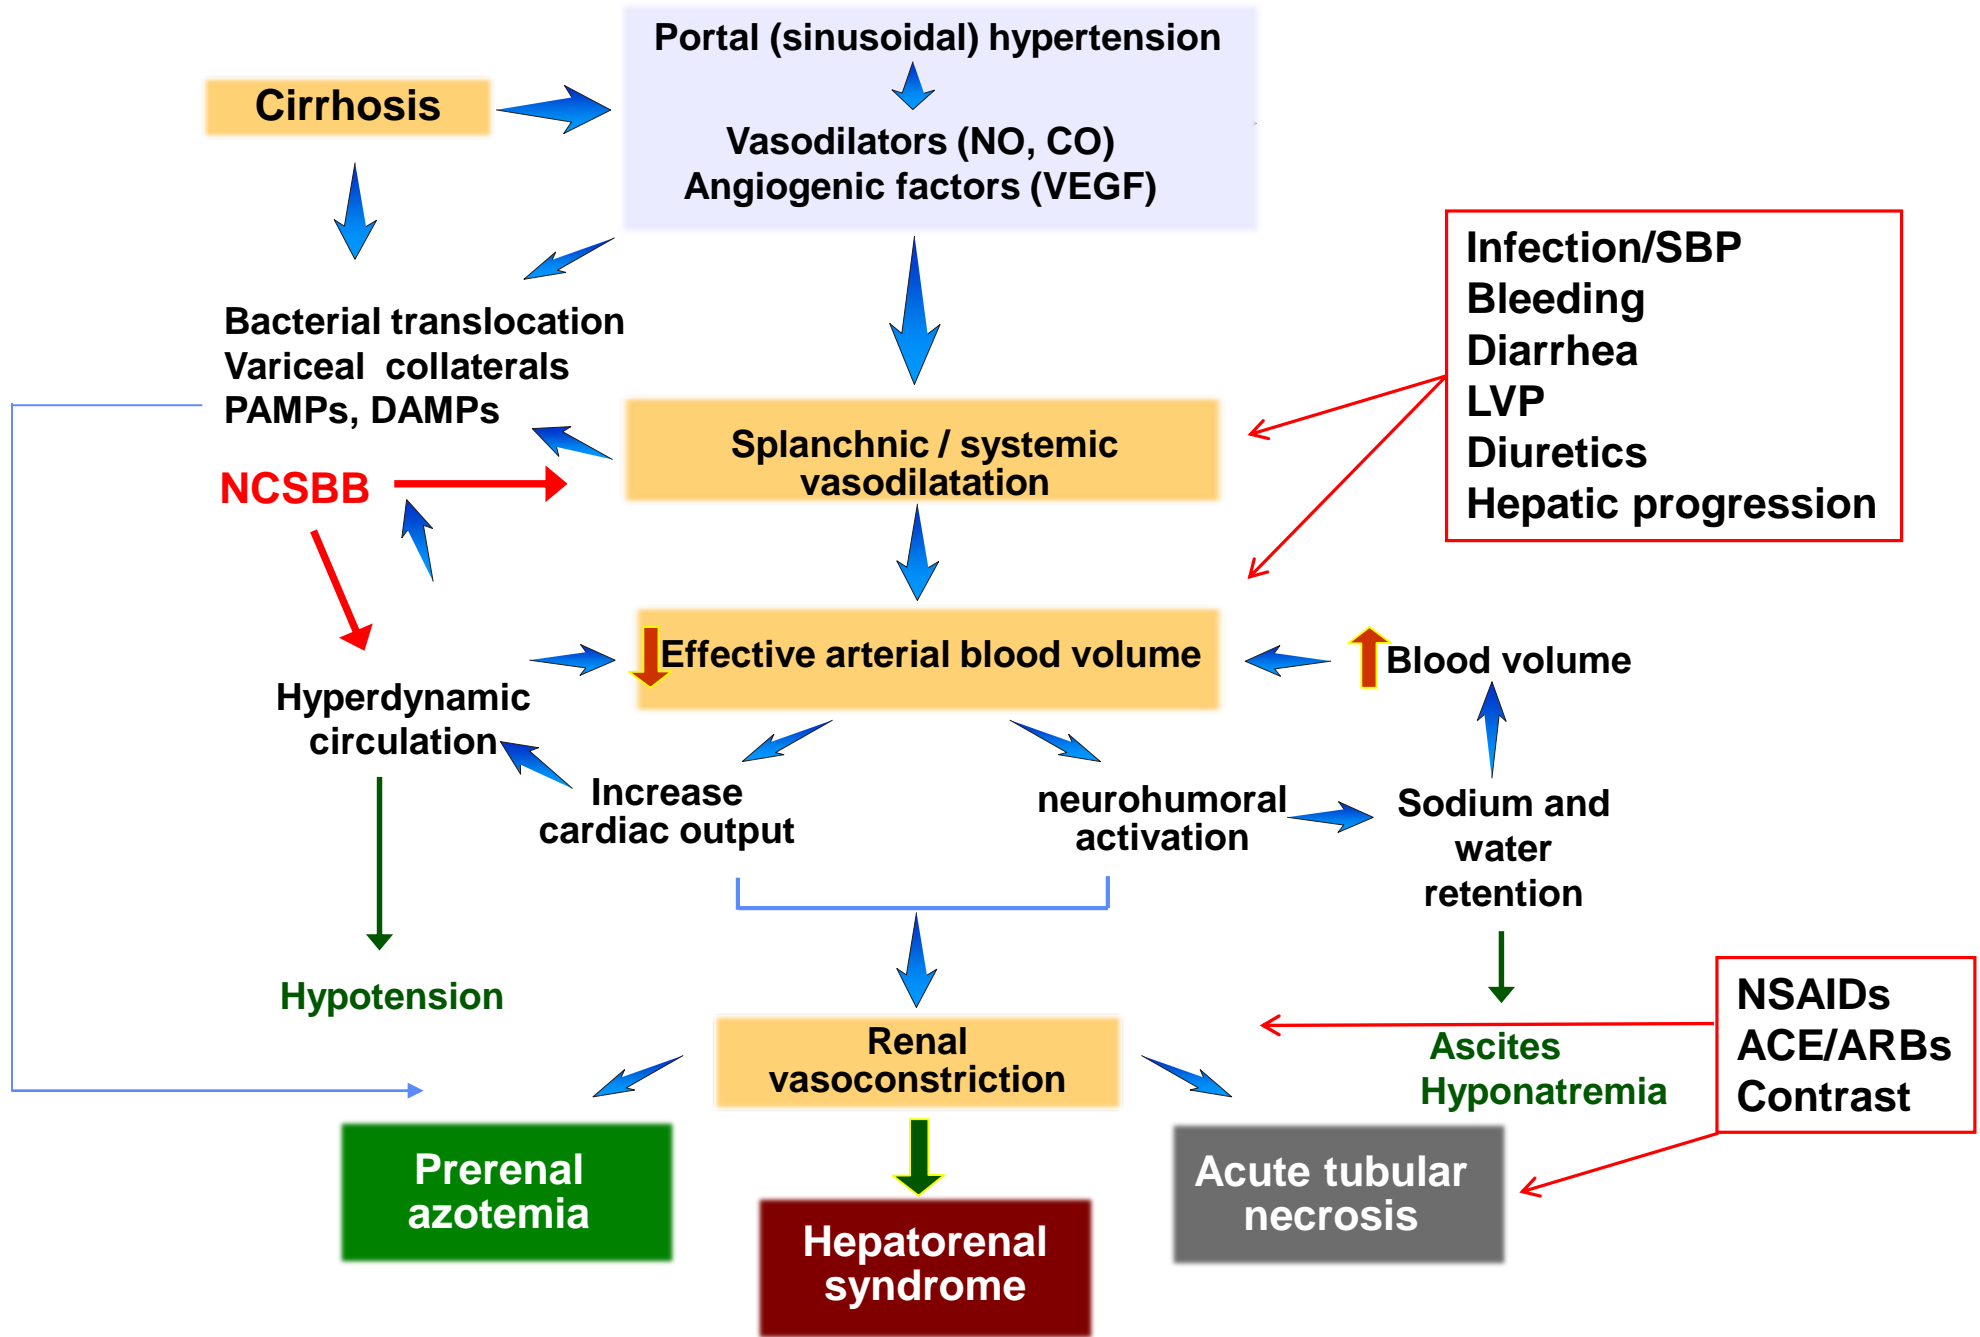 Portal (sinusoidal) hypertension
Cirrhosis
Vasodilators (NO, CO)
Angiogenic factors (VEGF)
Infection/SBP
Bleeding
Diarrhea
LVP
Diuretics
Hepatic progression
Bacterial translocation
Variceal collaterals
PAMPs, DAMPs
Splanchnic / systemic
vasodilatation
NCSBB
Effective arterial blood volume
Blood volume
Hyperdynamic
circulation
Increase
cardiac output
neurohumoral
activation
Sodium and
water
retention
Hypotension
Renal
vasoconstriction
Ascites
Hyponatremia
NSAIDs
ACE/ARBs
Contrast
Prerenal
azotemia
Hepatorenal
syndrome
Acute tubular
necrosis